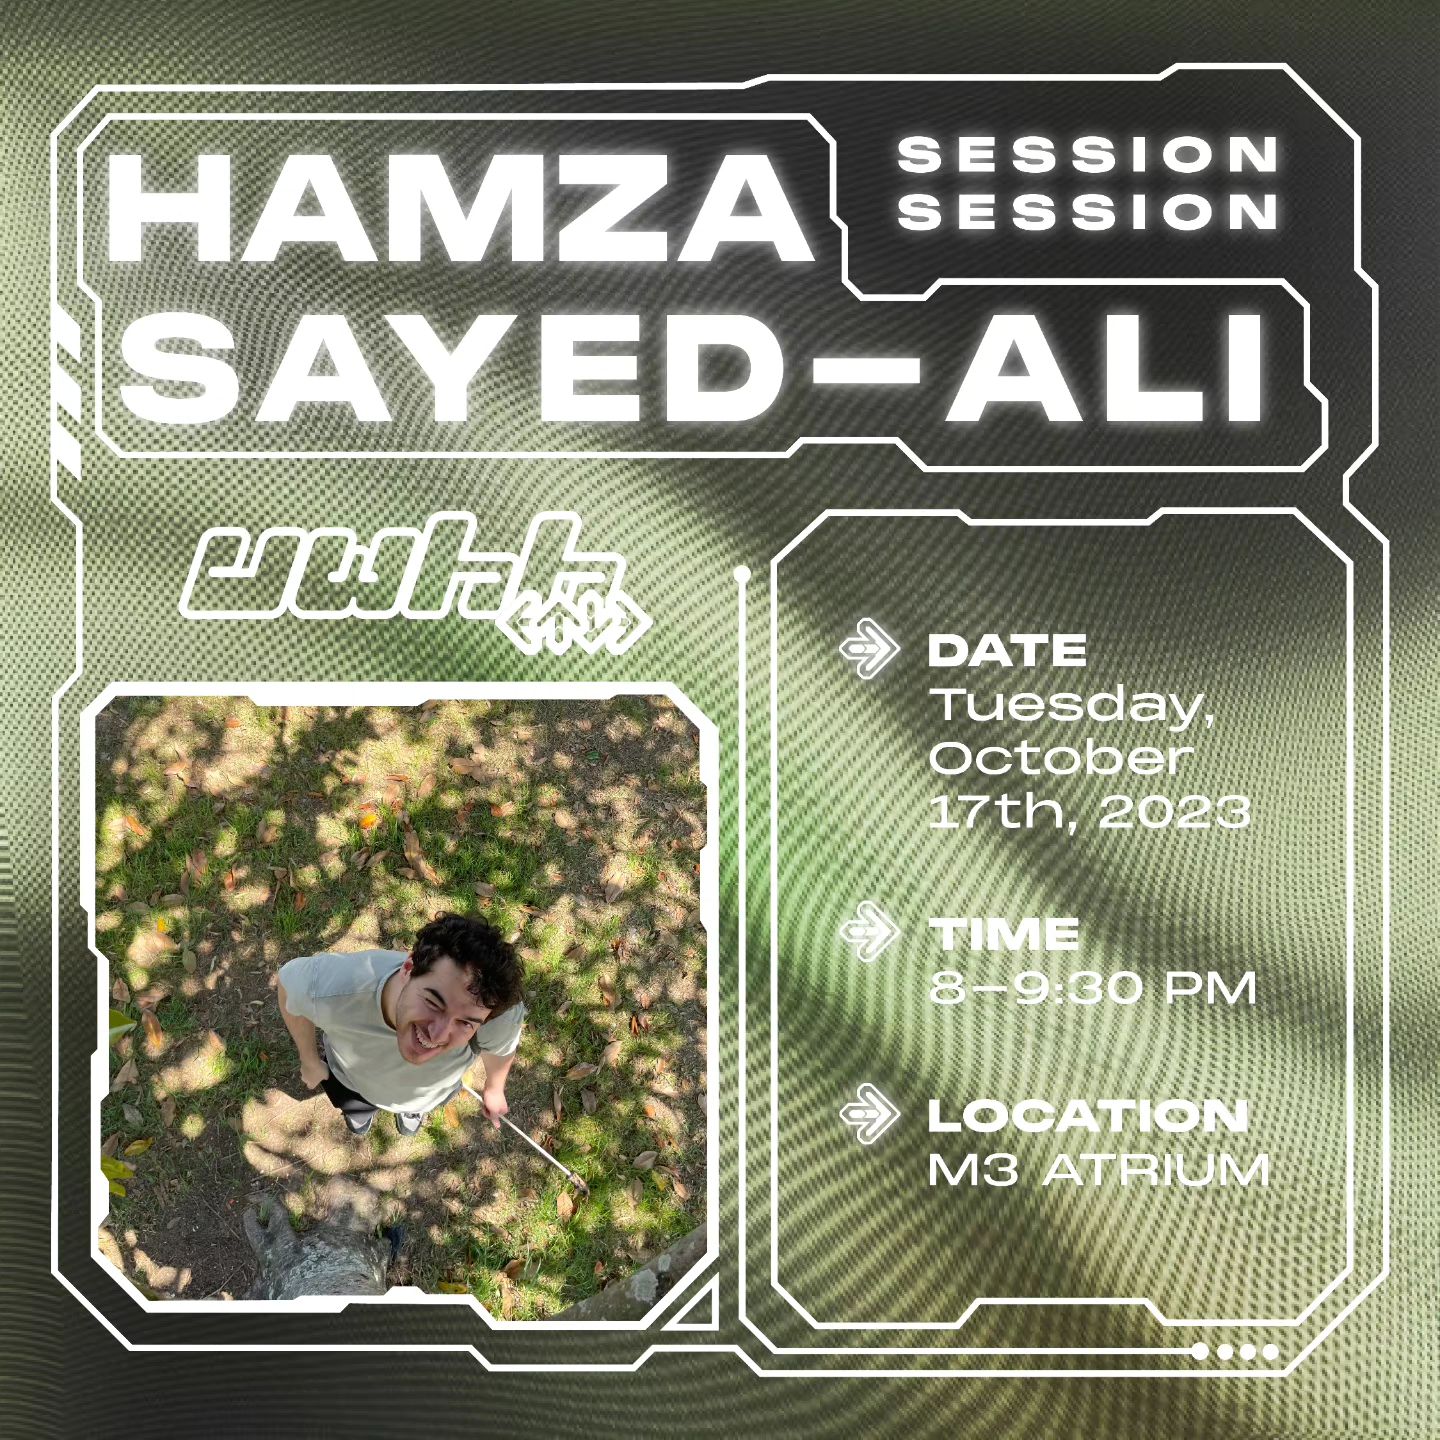 HAMZA
SESSION
SESSION
SAYED-ALI
DATE
Tuesday,
October
17th, 2023
TIME
8-9:30 PM
LOCATION
M3 ATRIUM